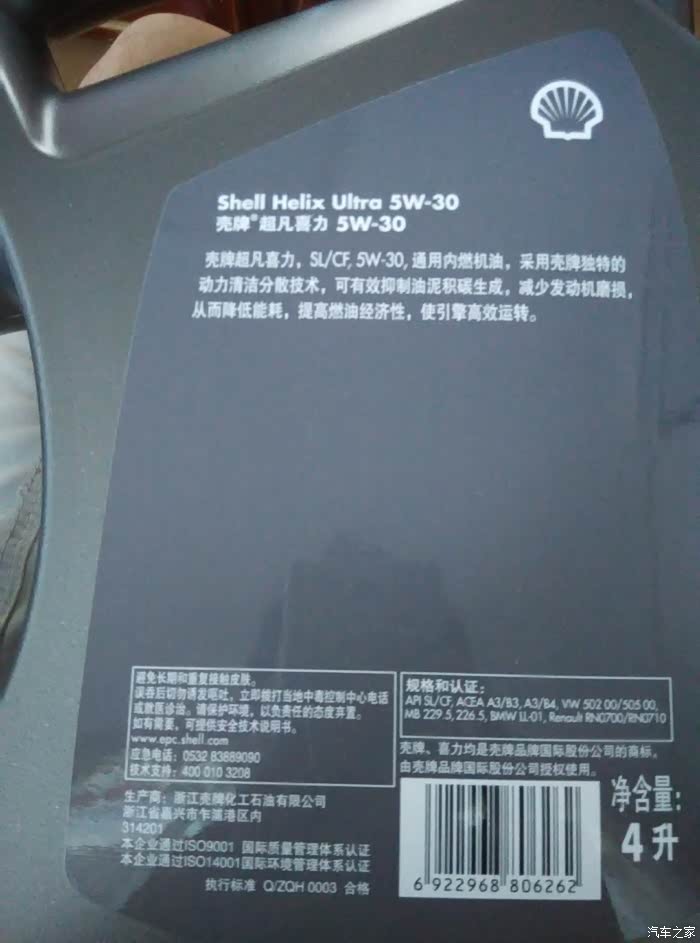 Shell Helix Ultra 5W-30
壳牌®超凡喜力 5W-30
壳牌超凡喜力，SL/CF, 5W-30, 通用内燃机油，采用壳牌独特的
动力清洁分散技术，可有效抑制油泥积碳生成，减少发动机磨损，
从而降低能耗，提高燃油经济性，使引擎高效运转。
避免长期和重复接触皮肤。
误吞后切勿诱发呕吐，立即能打当地中毒控制中心电话
或就医诊治。请保护环境，以负责任的态度弃置。
如有需要，可提供安全技术说明书。
www.epc.shell.com
应急电话：0532 83889090
技术支持：400 010 3208
规格和认证：
API SL/CF, ACEA A3/B3, A3/B4, VW 502 00/505 00,
MB 229.5, 226.5, BMW LL-01, Renault RN0700/RN0710
壳牌、喜力均是壳牌品牌国际股份公司的商标。
由壳牌品牌国际股份公司授权使用。
生产商：浙江壳牌化工石油有限公司
浙江省嘉兴市乍浦港区内
314201
本企业通过ISO9001 国际质量管理体系认证
本企业通过ISO14001国际环境管理体系认证
执行标准 Q/ZQH 0003 合格
6 922968 806262
净含量:
4升
汽车之家